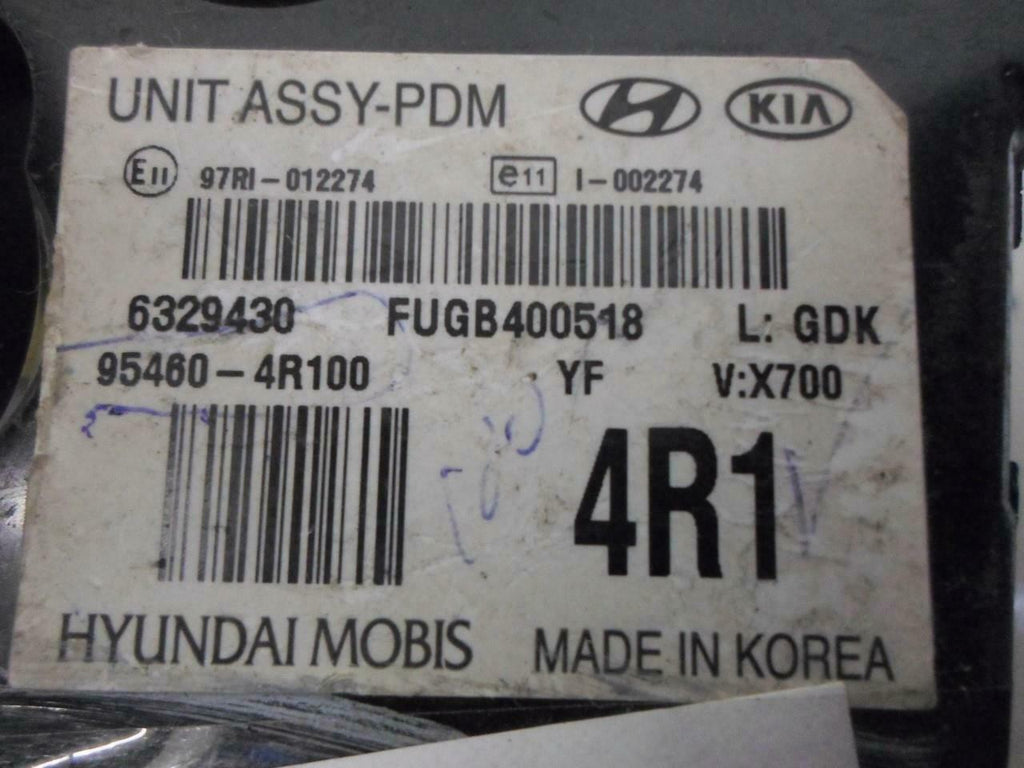 UNIT ASSY-PDM KIA
E11 97RI-012274 e11 I-002274
6329430 FUGB400518 L: GDK
95460-4R100 YF V:X700
4R1
HYUNDAI MOBIS MADE IN KOREA